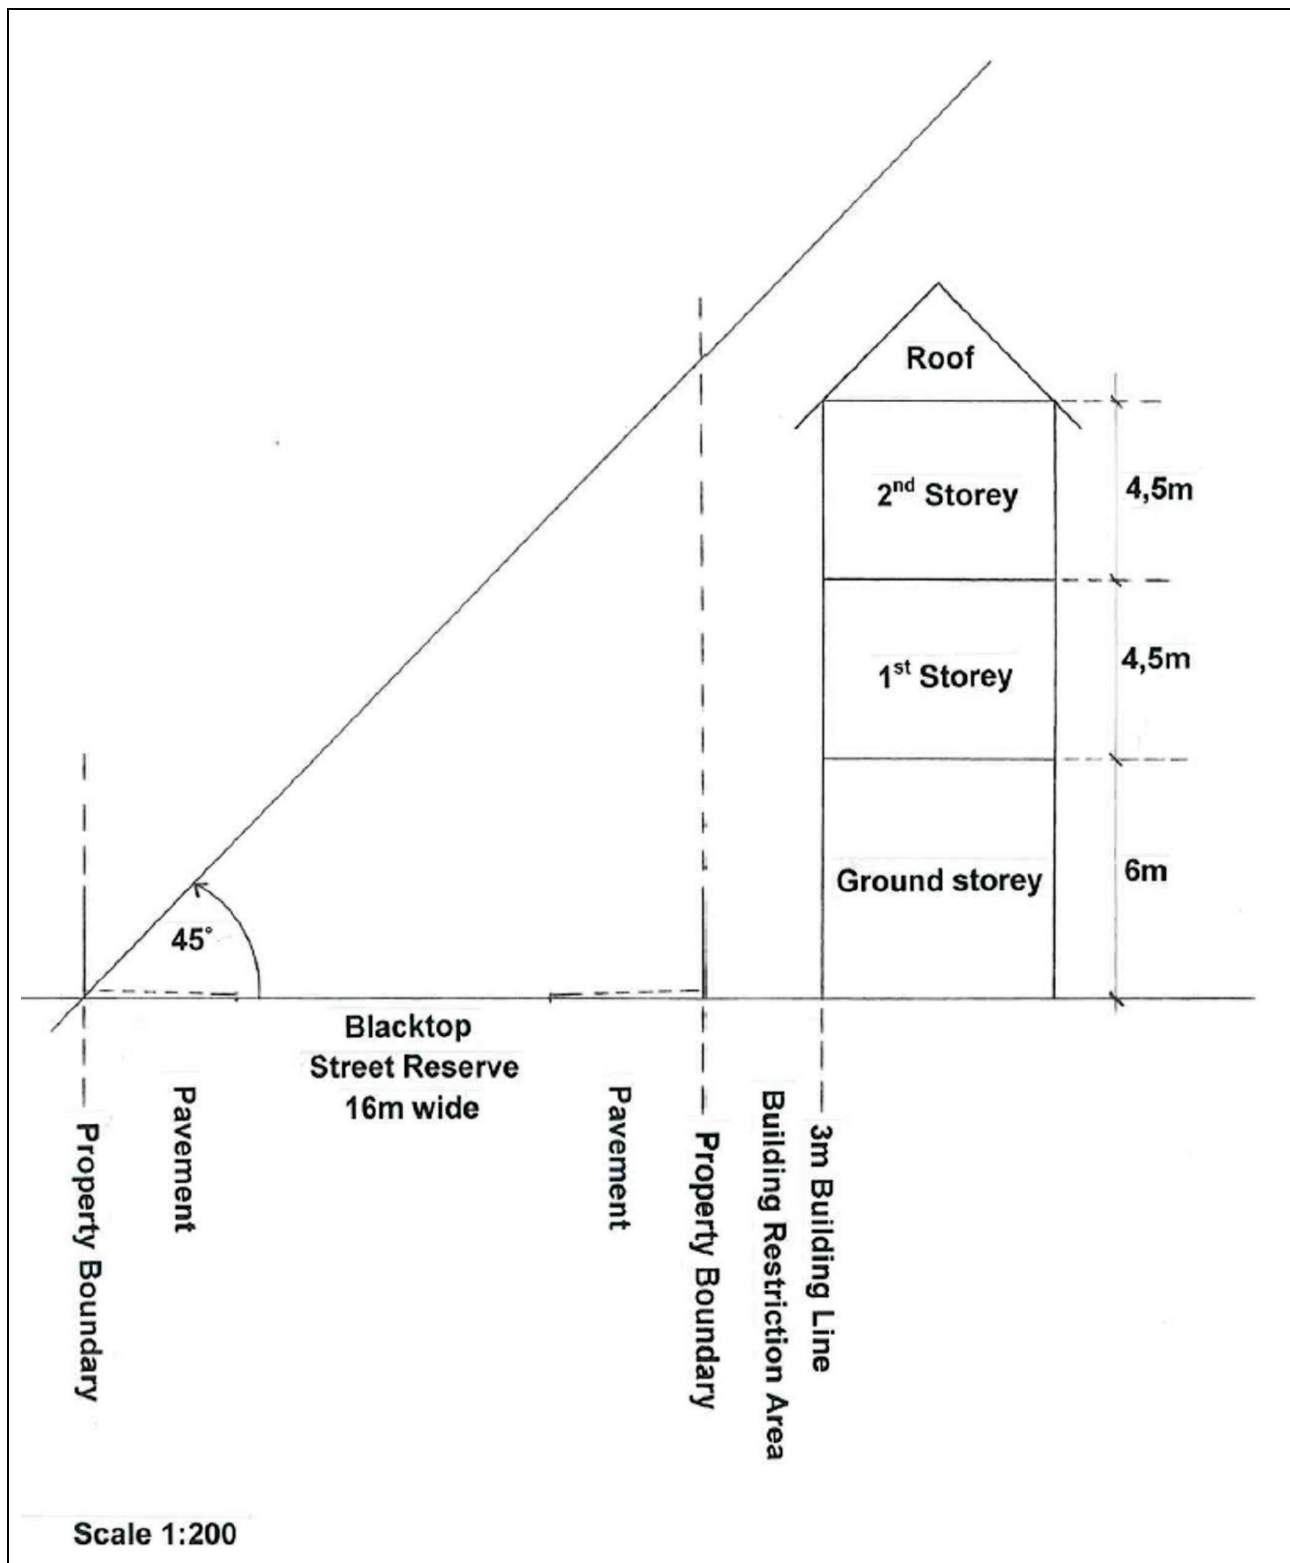 Roof
2nd Storey
4,5m
1st Storey
4,5m
Ground storey
6m
45°
Blacktop
Street Reserve
16m wide
Property Boundary
Pavement
Pavement
Property Boundary
Building Restriction Area
3m Building Line
Scale 1:200